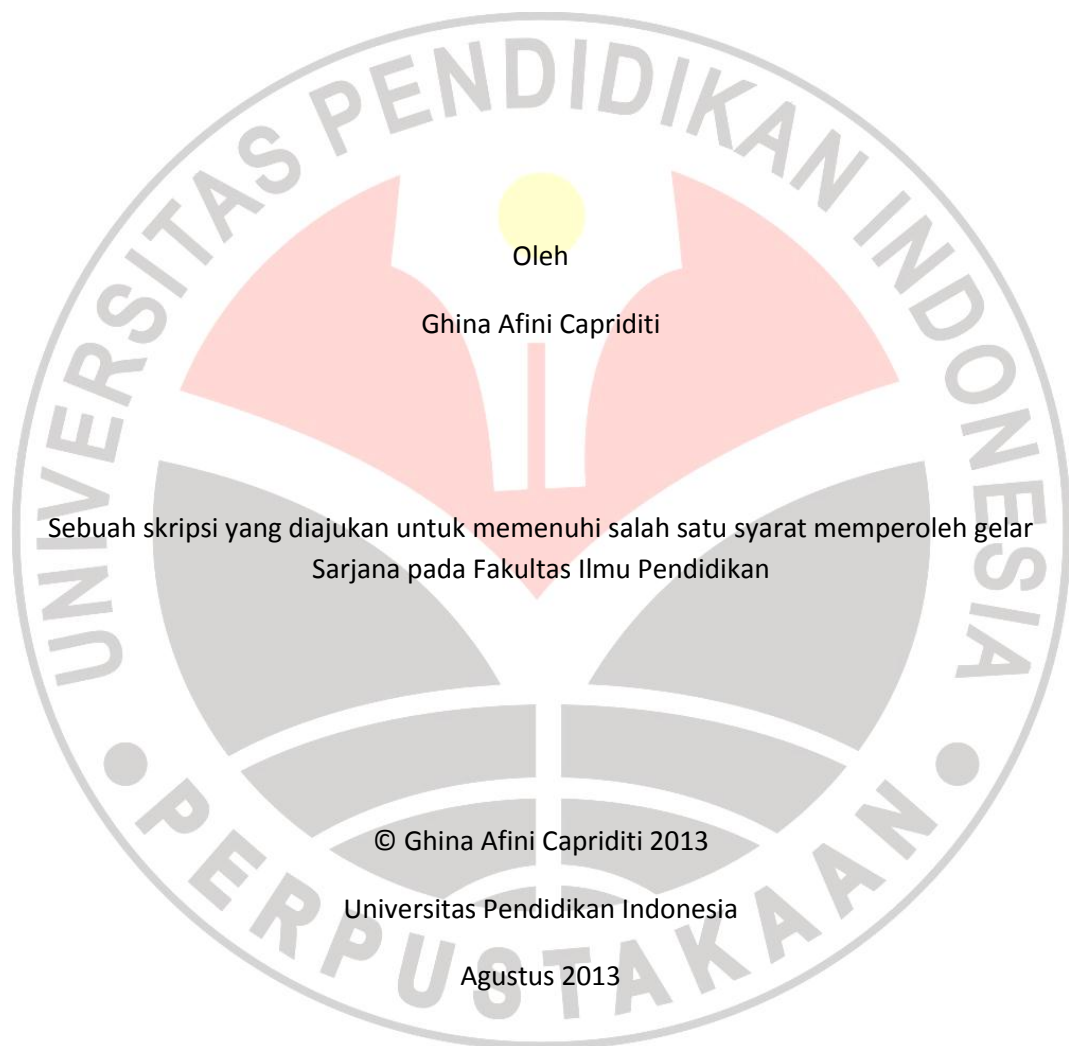 UNIVERSITAS PENDIDIKAN INDONESIA
Oleh
Ghina Afini Capriditi
Sebuah skripsi yang diajukan untuk memenuhi salah satu syarat memperoleh gelar
Sarjana pada Fakultas Ilmu Pendidikan
© Ghina Afini Capriditi 2013
Universitas Pendidikan Indonesia
Agustus 2013
PERPUSTAKAAN